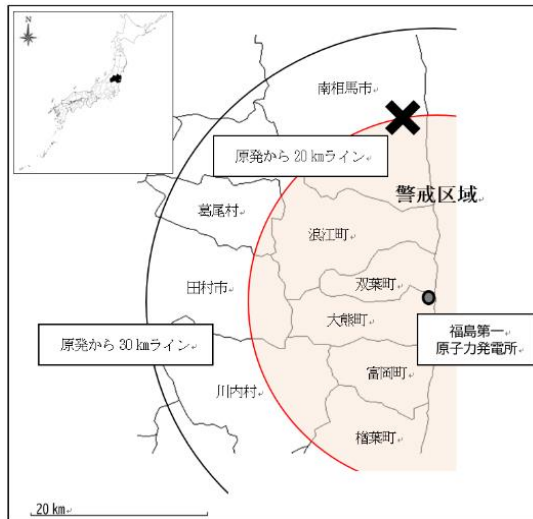 N
南相馬市
原発から 20 kmライン
警戒区域
葛尾村
浪江町
双葉町
田村市
大熊町
福島第一
原子力発電所
原発から 30 kmライン
富岡町
川内村
楢葉町
20 km